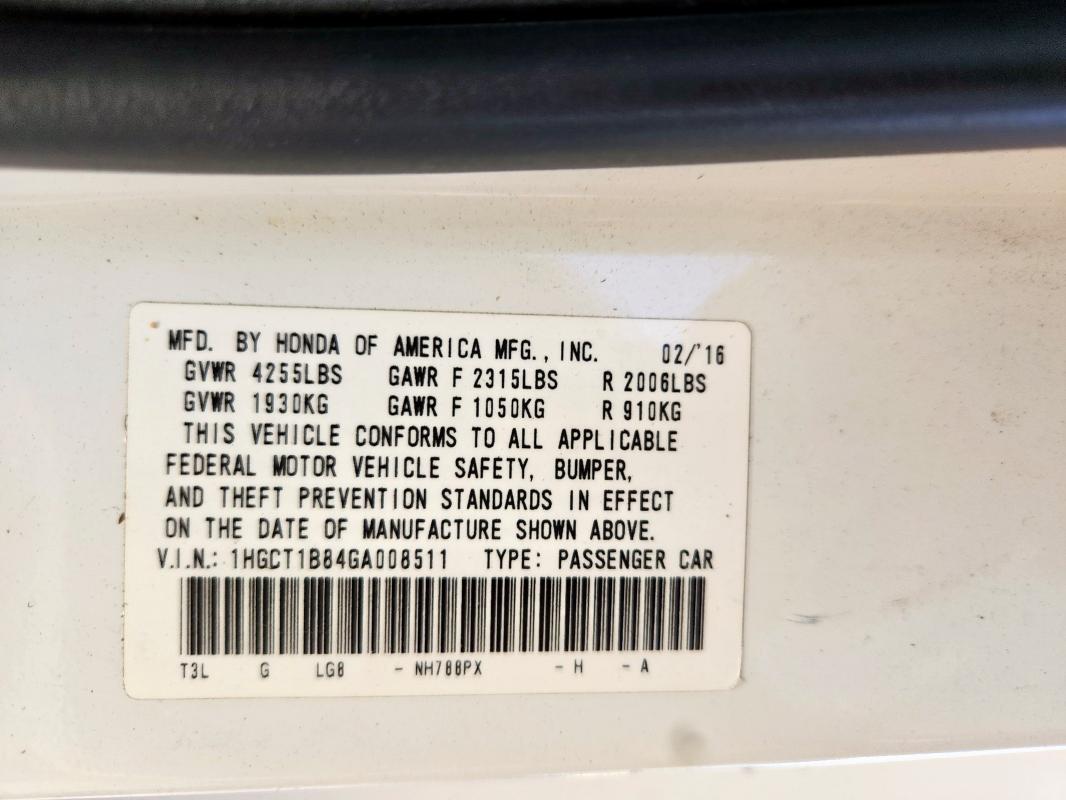 MFD. BY HONDA OF AMERICA MFG., INC. 02/'16
GVWR 4255LBS GAWR F 2315LBS R 2006LBS
GVWR 1930KG GAWR F 1050KG R 910KG
THIS VEHICLE CONFORMS TO ALL APPLICABLE
FEDERAL MOTOR VEHICLE SAFETY, BUMPER,
AND THEFT PREVENTION STANDARDS IN EFFECT
ON THE DATE OF MANUFACTURE SHOWN ABOVE.
V.I.N.: 1HGCT1B84GA008511 TYPE: PASSENGER CAR
T3L G LG8 - NH788PX - H - A